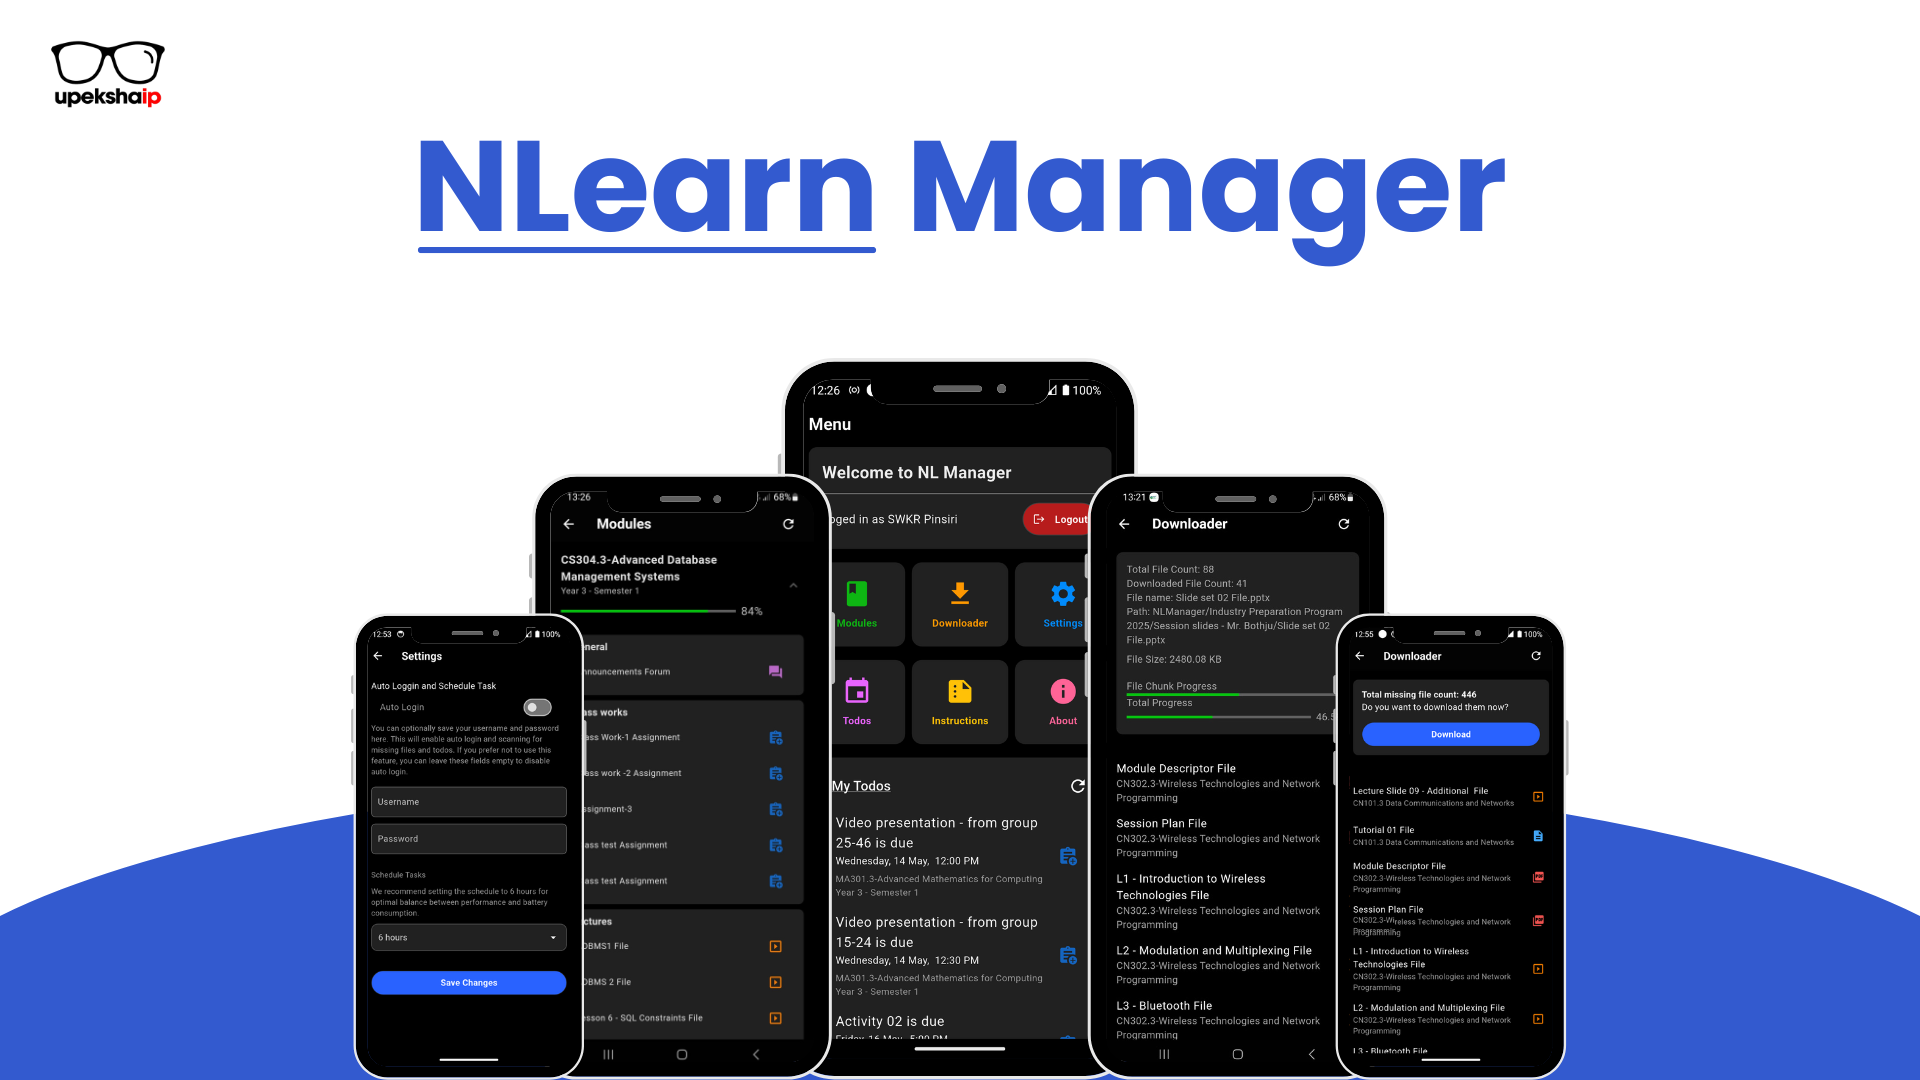 upekshaip
NLearn Manager
12:53
100%
Settings
Auto Loggin and Schedule Task
Auto Login
You can optionally save your username and password
here. This will enable auto login and scanning for
missing files and todos. If you prefer not to use this
feature, you can leave these fields empty to disable
auto login.
Username
Password
Schedule Tasks
We recommend setting the schedule to 6 hours for
optimal balance between performance and battery
consumption.
6 hours
Save Changes
13:26
68%
Modules
CS304.3-Advanced Database
Management Systems
Year 3 - Semester 1
84%
neral
nnouncements Forum
ass works
ass Work-1 Assignment
ass work -2 Assignment
ssignment-3
ass test Assignment
ass test Assignment
ctures
DBMS1 File
DBMS 2 File
esson 6 - SQL Constraints File
12:26
100%
Menu
Welcome to NL Manager
oged in as SWKR Pinsiri
Logout
Modules
Downloader
Settings
Todos
Instructions
About
My Todos
Video presentation - from group
25-46 is due
Wednesday, 14 May, 12:00 PM
MA301.3-Advanced Mathematics for Computing
Year 3 - Semester 1
Video presentation - from group
15-24 is due
Wednesday, 14 May, 12:30 PM
MA301.3-Advanced Mathematics for Computing
Year 3 - Semester 1
Activity 02 is due
Friday, 16 May, 5:00 PM
13:21
68%
Downloader
Total File Count: 88
Downloaded File Count: 41
File name: Slide set 02 File.pptx
Path: NLManager/Industry Preparation Program
2025/Session slides - Mr. Bothju/Slide set 02
File.pptx
File Size: 2480.08 KB
File Chunk Progress
Total Progress
46.5
Module Descriptor File
CN302.3-Wireless Technologies and Network
Programming
Session Plan File
CN302.3-Wireless Technologies and Network
Programming
L1 - Introduction to Wireless
Technologies File
CN302.3-Wireless Technologies and Network
Programming
L2 - Modulation and Multiplexing File
CN302.3-Wireless Technologies and Network
Programming
L3 - Bluetooth File
CN302.3-Wireless Technologies and Network
Programming
12:55
100%
Downloader
Total missing file count: 446
Do you want to download them now?
Download
Lecture Slide 09 - Additional File
CN101.3 Data Communications and Networks
Tutorial 01 File
CN101.3 Data Communications and Networks
Module Descriptor File
CN302.3-Wireless Technologies and Network
Programming
Session Plan File
CN302.3-Wireless Technologies and Network
Programming
L1 - Introduction to Wireless
Technologies File
CN302.3-Wireless Technologies and Network
Programming
L2 - Modulation and Multiplexing File
CN302.3-Wireless Technologies and Network
Programming
L3 - Bluetooth File